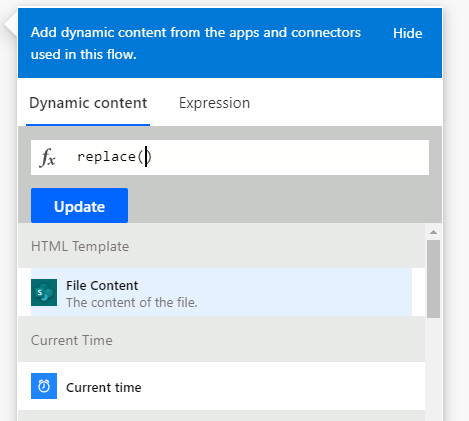 Add dynamic content from the apps and connectors Hide
used in this flow.
Dynamic content Expression
fx replace()
Update
HTML Template
S File Content
The content of the file.
Current Time
Current time